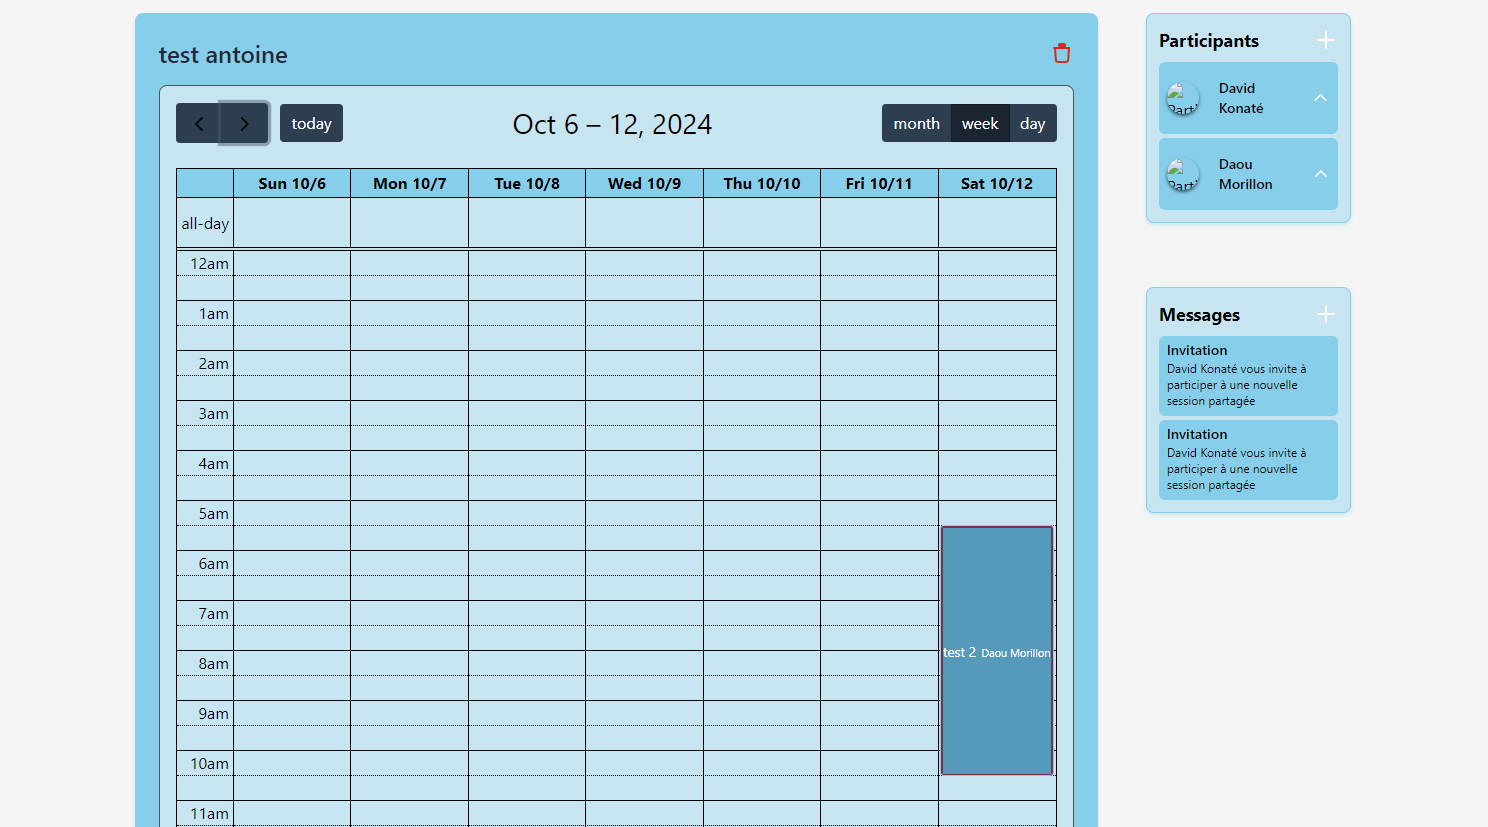 test antoine
today
Oct 6 – 12, 2024
month
week
day
Sun 10/6
Mon 10/7
Tue 10/8
Wed 10/9
Thu 10/10
Fri 10/11
Sat 10/12
all-day
12am
1am
2am
3am
4am
5am
6am
7am
8am
test 2 Daou Morillon
9am
10am
11am
Participants
Parti
David
Konaté
Parti
Daou
Morillon
Messages
Invitation
David Konaté vous invite à
participer à une nouvelle
session partagée
Invitation
David Konaté vous invite à
participer à une nouvelle
session partagée